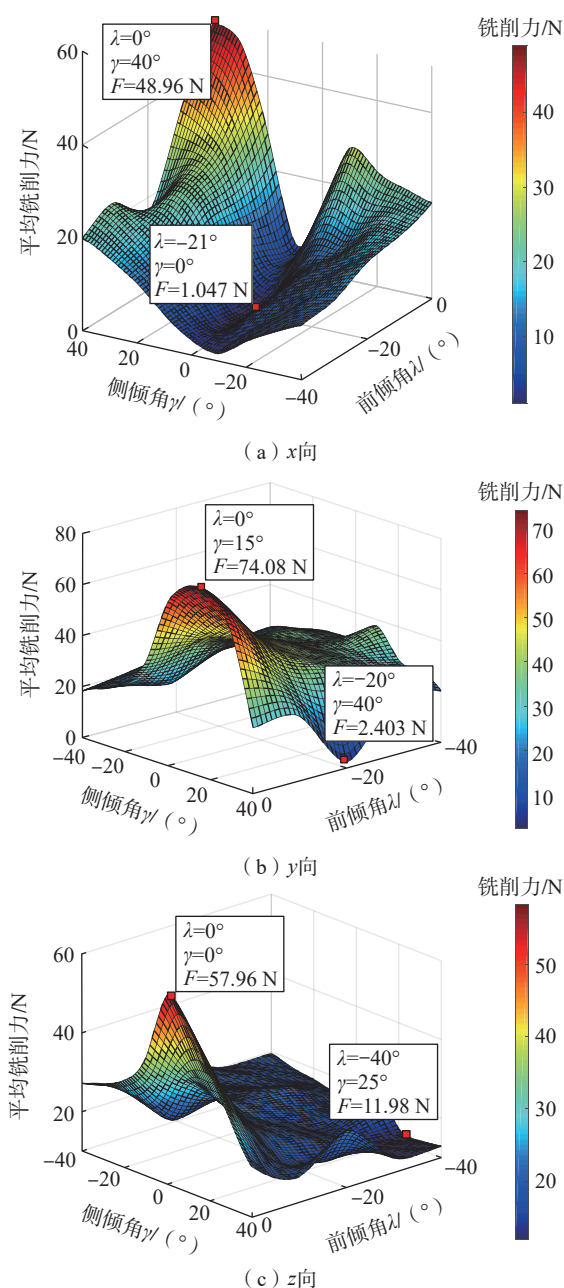 铣削力/N
60
λ=0°
γ=40°
F=48.96 N
40
平均铣削力/N
20
λ=−21°
γ=0°
F=1.047 N
0
40
20
0
−20
−40
侧倾角γ/（°）
−20
0
前倾角λ/（°）
40
30
20
10
（a）x向
铣削力/N
80
λ=0°
γ=15°
F=74.08 N
60
平均铣削力/N
40
20
λ=−20°
γ=40°
F=2.403 N
0
−40
−20
0
20
40
侧倾角γ/（°）
0
−20
−40
前倾角λ/（°）
70
60
50
40
30
20
10
（b）y向
铣削力/N
60
λ=0°
γ=0°
F=57.96 N
40
平均铣削力/N
20
λ=−40°
γ=25°
F=11.98 N
−40
−20
0
20
40
侧倾角γ/（°）
0
−20
−40
前倾角λ/（°）
50
40
30
20
（c）z向